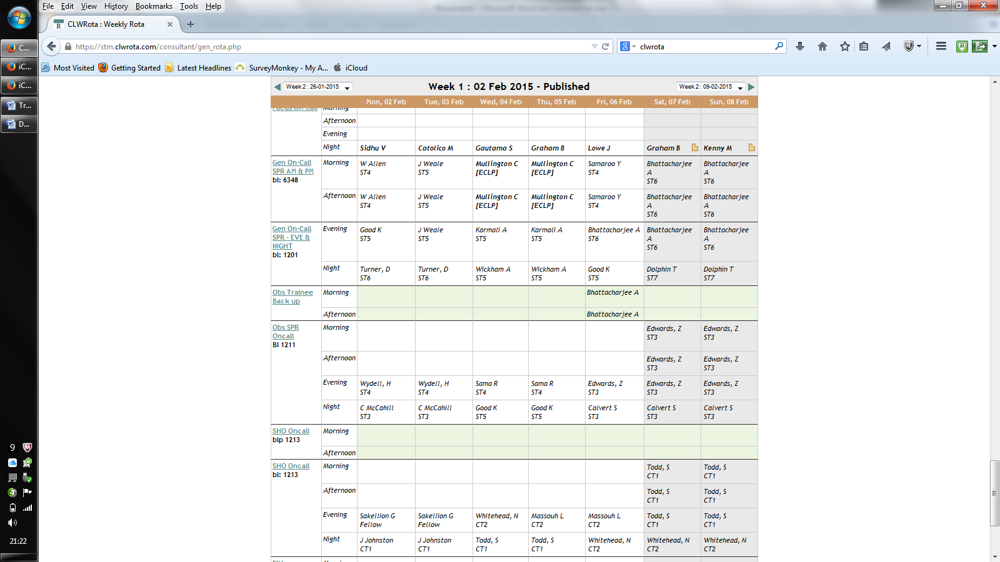 File Edit View History Bookmarks Tools Help
CLWRota : Weekly Rota
https://stm.clwrota.com/consultant/gen_rota.php
clwrota
Most Visited Getting Started Latest Headlines SurveyMonkey - My A... iCloud
C...
iC...
iC...
Tr...
D...
9
4
21:22
Week 2 : 26-01-2015 Week 1 : 02 Feb 2015 - Published Week 2 : 09-02-2015
Mon, 02 Feb Tue, 03 Feb Wed, 04 Feb Thu, 05 Feb Fri, 06 Feb Sat, 07 Feb Sun, 08 Feb
Paeds On-Call Morning
Afternoon
Evening
Night Sidhu V Catolico M Gautama S Graham B Lowe J Graham B Kenny M
Gen On-Call Morning W Allen J Weale Mullington C Mullington C Samaroo Y Bhattacharjee Bhattacharjee
SPR AM & PM ST4 ST5 [ECLP] [ECLP] ST4 A A
bl: 6348 ST6 ST6
Afternoon W Allen J Weale Mullington C Mullington C Samaroo Y Bhattacharjee Bhattacharjee
ST4 ST5 [ECLP] [ECLP] ST4 A A
ST6 ST6
Gen On-Call Evening Good K J Weale Karmali A Karmali A Bhattacharjee A Bhattacharjee Bhattacharjee
SPR - EVE & ST5 ST5 ST5 ST5 ST6 A A
NIGHT ST6 ST6
bl: 1201
Night Turner, D Turner, D Wickham A Wickham A Good K Dolphin T Dolphin T
ST6 ST6 ST5 ST5 ST5 ST7 ST7
Obs Trainee Morning Bhattacharjee A
Back up
Afternoon Bhattacharjee A
Obs SPR Morning Edwards, Z Edwards, Z
Oncall ST3 ST3
Bl 1211
Afternoon Edwards, Z Edwards, Z
ST3 ST3
Evening Wydell, H Wydell, H Sama R Sama R Edwards, Z Edwards, Z Edwards, Z
ST4 ST4 ST4 ST4 ST3 ST3 ST3
Night C McCahill C McCahill Good K Good K Calvert S Calvert S Calvert S
ST3 ST3 ST5 ST5 ST3 ST3 ST3
SHO Oncall Morning
blp 1213
Afternoon
SHO Oncall Morning Todd, S Todd, S
bl: 1213 CT1 CT1
Afternoon Todd, S Todd, S
CT1 CT1
Evening Sakellion G Sakellion G Whitehead, N Massouh L Massouh L Todd, S Todd, S
Fellow Fellow CT2 CT2 CT2 CT1 CT1
Night J Johnston J Johnston Todd, S Todd, S Whitehead, N Whitehead, N Whitehead, N
CT1 CT1 CT1 CT1 CT2 CT2 CT2